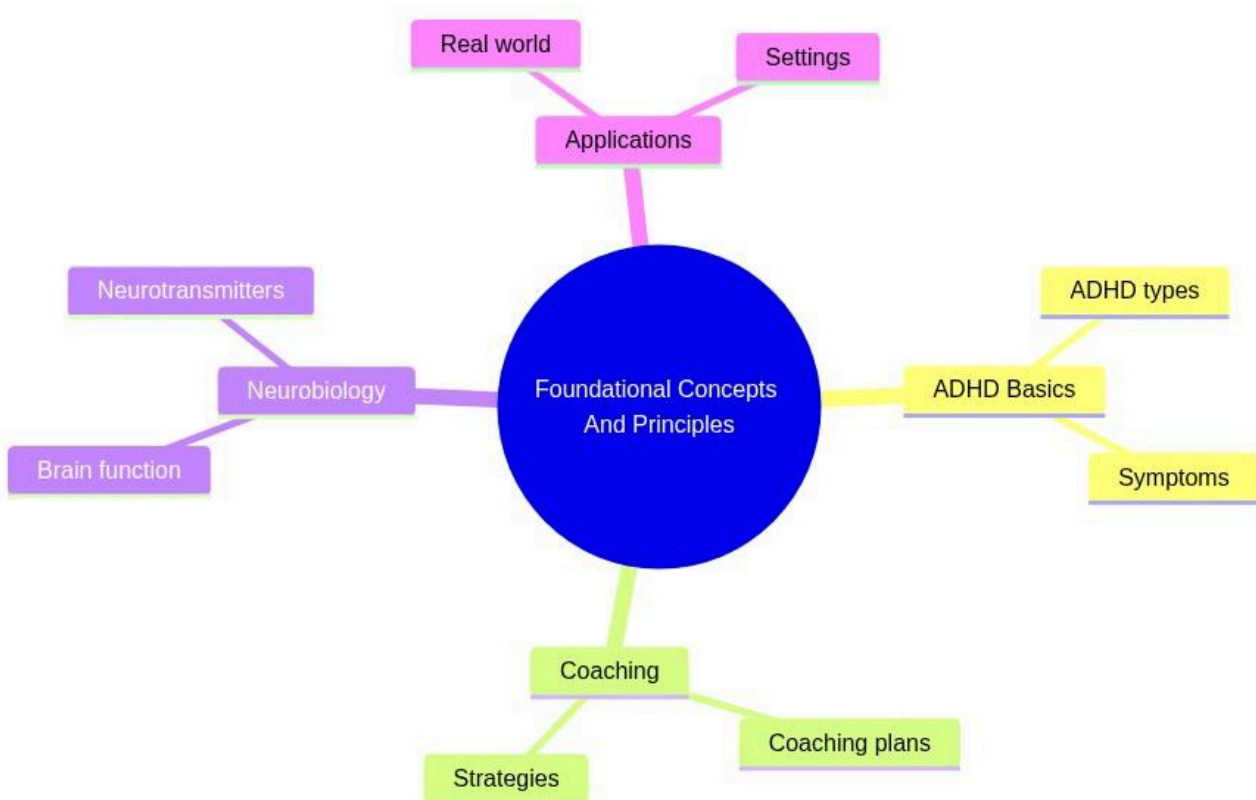 Real world
Settings
Applications
Neurotransmitters
ADHD types
Neurobiology
Foundational Concepts
And Principles
ADHD Basics
Brain function
Symptoms
Coaching
Coaching plans
Strategies